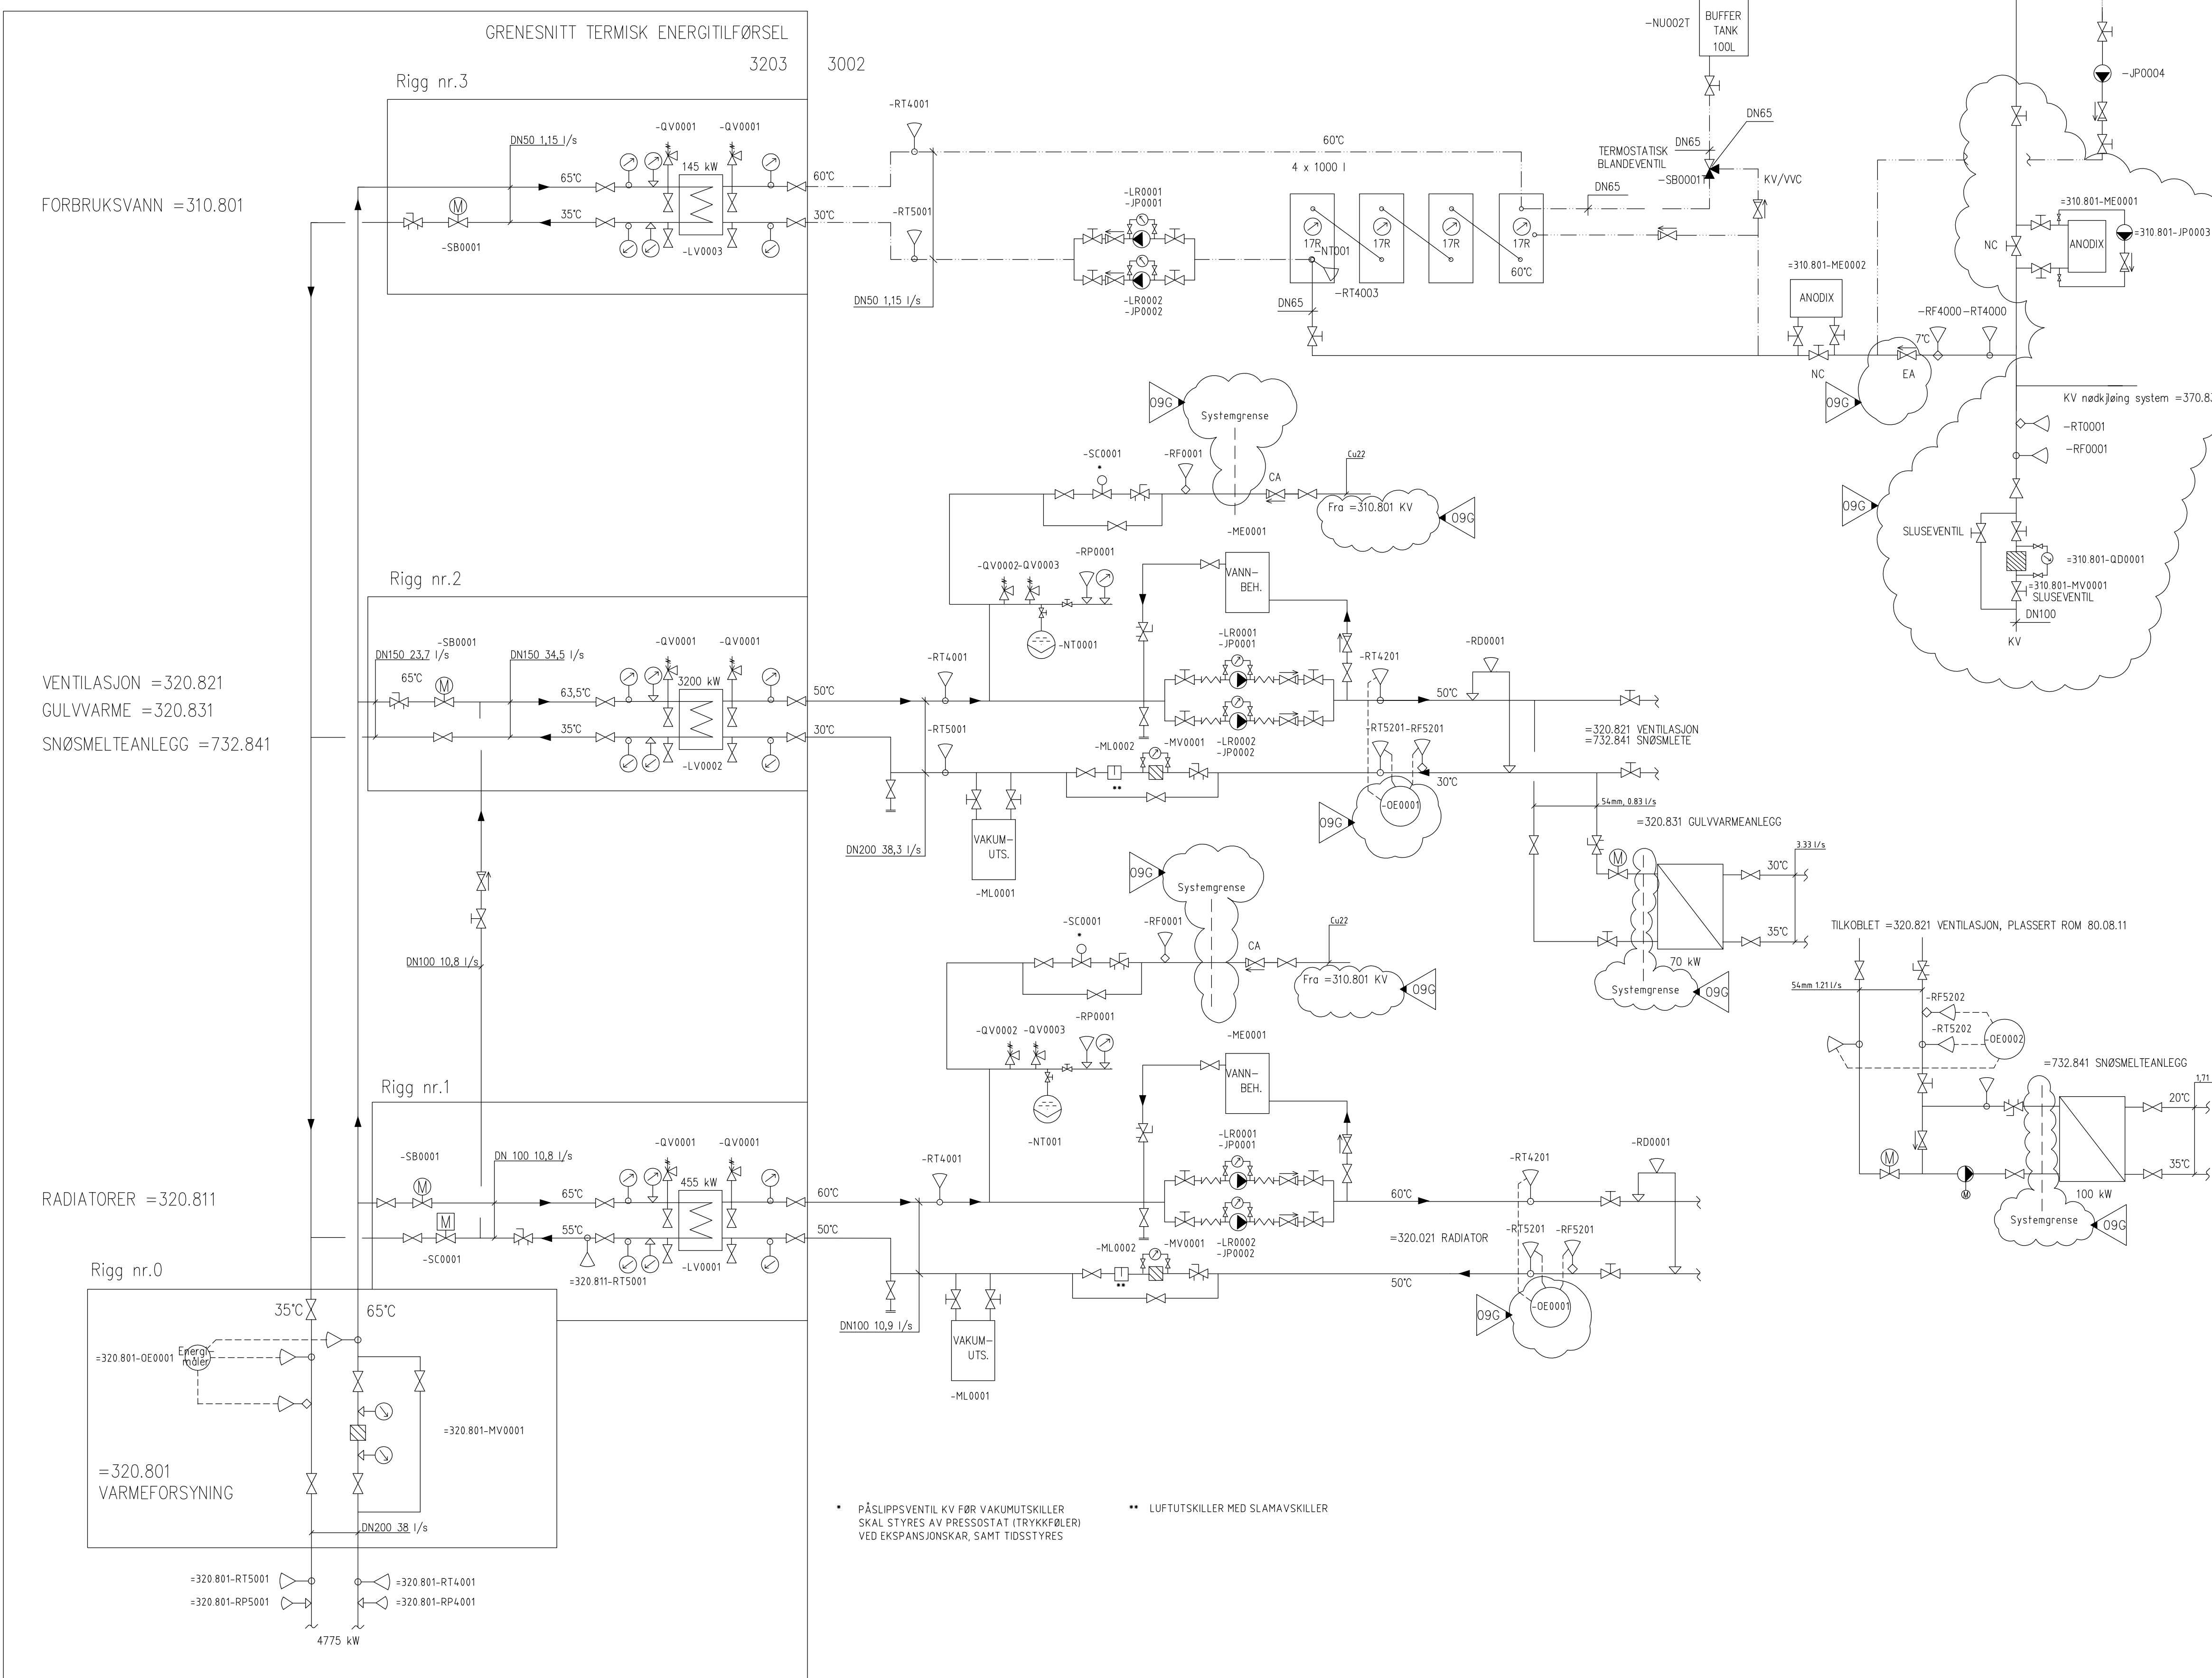 GRENESNITT TERMISK ENERGITILFØRSEL
3203
3002
Rigg nr.3
FORBRUKSVANN =310.801
DN50 1,15 l/s
-QV0001
-QV0001
145 kW
65°C
35°C
M
-SB0001
-LV0003
60°C
30°C
-RT4001
-RT5001
DN50 1,15 l/s
60°C
4 x 1000 l
-LR0001
-JP0001
-LR0002
-JP0002
17R
17R
17R
17R
-NT001
60°C
-RT4003
DN65
-NU002T
BUFFER
TANK
100L
DN65
DN65
TERMOSTATISK
BLANDEVENTIL
-SB0001T
KV/VVC
DN65
-JP0004
=310.801-ME0001
ANODIX
=310.801-JP0003
NC
=310.801-ME0002
ANODIX
-RF4000
-RT4000
7°C
NC
EA
09G
KV nødkjløing system =370.83
-RT0001
-RF0001
09G
SLUSEVENTIL
=310.801-QD0001
=310.801-MV0001
SLUSEVENTIL
DN100
KV
09G
Systemgrense
-SC0001
*
-RF0001
CA
Cu22
Fra =310.801 KV
09G
-ME0001
-RP0001
-QV0002
-QV0003
VANN-
BEH.
-NT0001
Rigg nr.2
VENTILASJON =320.821
GULVVARME =320.831
SNØSMELTEANLEGG =732.841
DN150 23,7 l/s
-SB0001
DN150 34,5 l/s
65°C
M
63,5°C
35°C
-QV0001
-QV0001
3200 kW
-LV0002
50°C
30°C
-RT4001
-RT5001
-LR0001
-JP0001
-LR0002
-JP0002
-RT4201
-RD0001
50°C
-RT5201
-RF5201
-ML0002
**
-MV0001
30°C
-OE0001
09G
VAKUM-
UTS.
-ML0001
DN200 38,3 l/s
=320.821 VENTILASJON
=732.841 SNØSMLETE
54mm, 0.83 l/s
=320.831 GULVVARMEANLEGG
M
30°C
3.33 l/s
35°C
70 kW
Systemgrense
09G
DN100 10,8 l/s
09G
Systemgrense
-SC0001
*
-RF0001
CA
Cu22
Fra =310.801 KV
09G
-ME0001
-RP0001
-QV0002
-QV0003
VANN-
BEH.
-NT001
TILKOBLET =320.821 VENTILASJON, PLASSERT ROM 80.08.11
54mm 1.21 l/s
-RF5202
-RT5202
-OE0002
=732.841 SNØSMELTEANLEGG
1,71
20°C
35°C
M
M
100 kW
Systemgrense
09G
Rigg nr.1
RADIATORER =320.811
-SB0001
M
DN 100 10,8 l/s
65°C
55°C
M
-SC0001
=320.811-RT5001
-QV0001
-QV0001
455 kW
-LV0001
60°C
50°C
-RT4001
-LR0001
-JP0001
-LR0002
-JP0002
-RT4201
-RD0001
60°C
=320.021 RADIATOR
-RT5201
-RF5201
-ML0002
**
-MV0001
50°C
-OE0001
09G
DN100 10,9 l/s
VAKUM-
UTS.
-ML0001
Rigg nr.0
35°C
65°C
=320.801-OE0001
Energi-
måler
=320.801-MV0001
=320.801
VARMEFORSYNING
DN200 38 l/s
=320.801-RT5001
=320.801-RT4001
=320.801-RP5001
=320.801-RP4001
4775 kW
* PÅSLIPPSVENTIL KV FØR VAKUMUTSKILLER
SKAL STYRES AV PRESSOSTAT (TRYKKFØLER)
VED EKSPANSJONSKAR, SAMT TIDSSTYRES
** LUFTUTSKILLER MED SLAMAVSKILLER